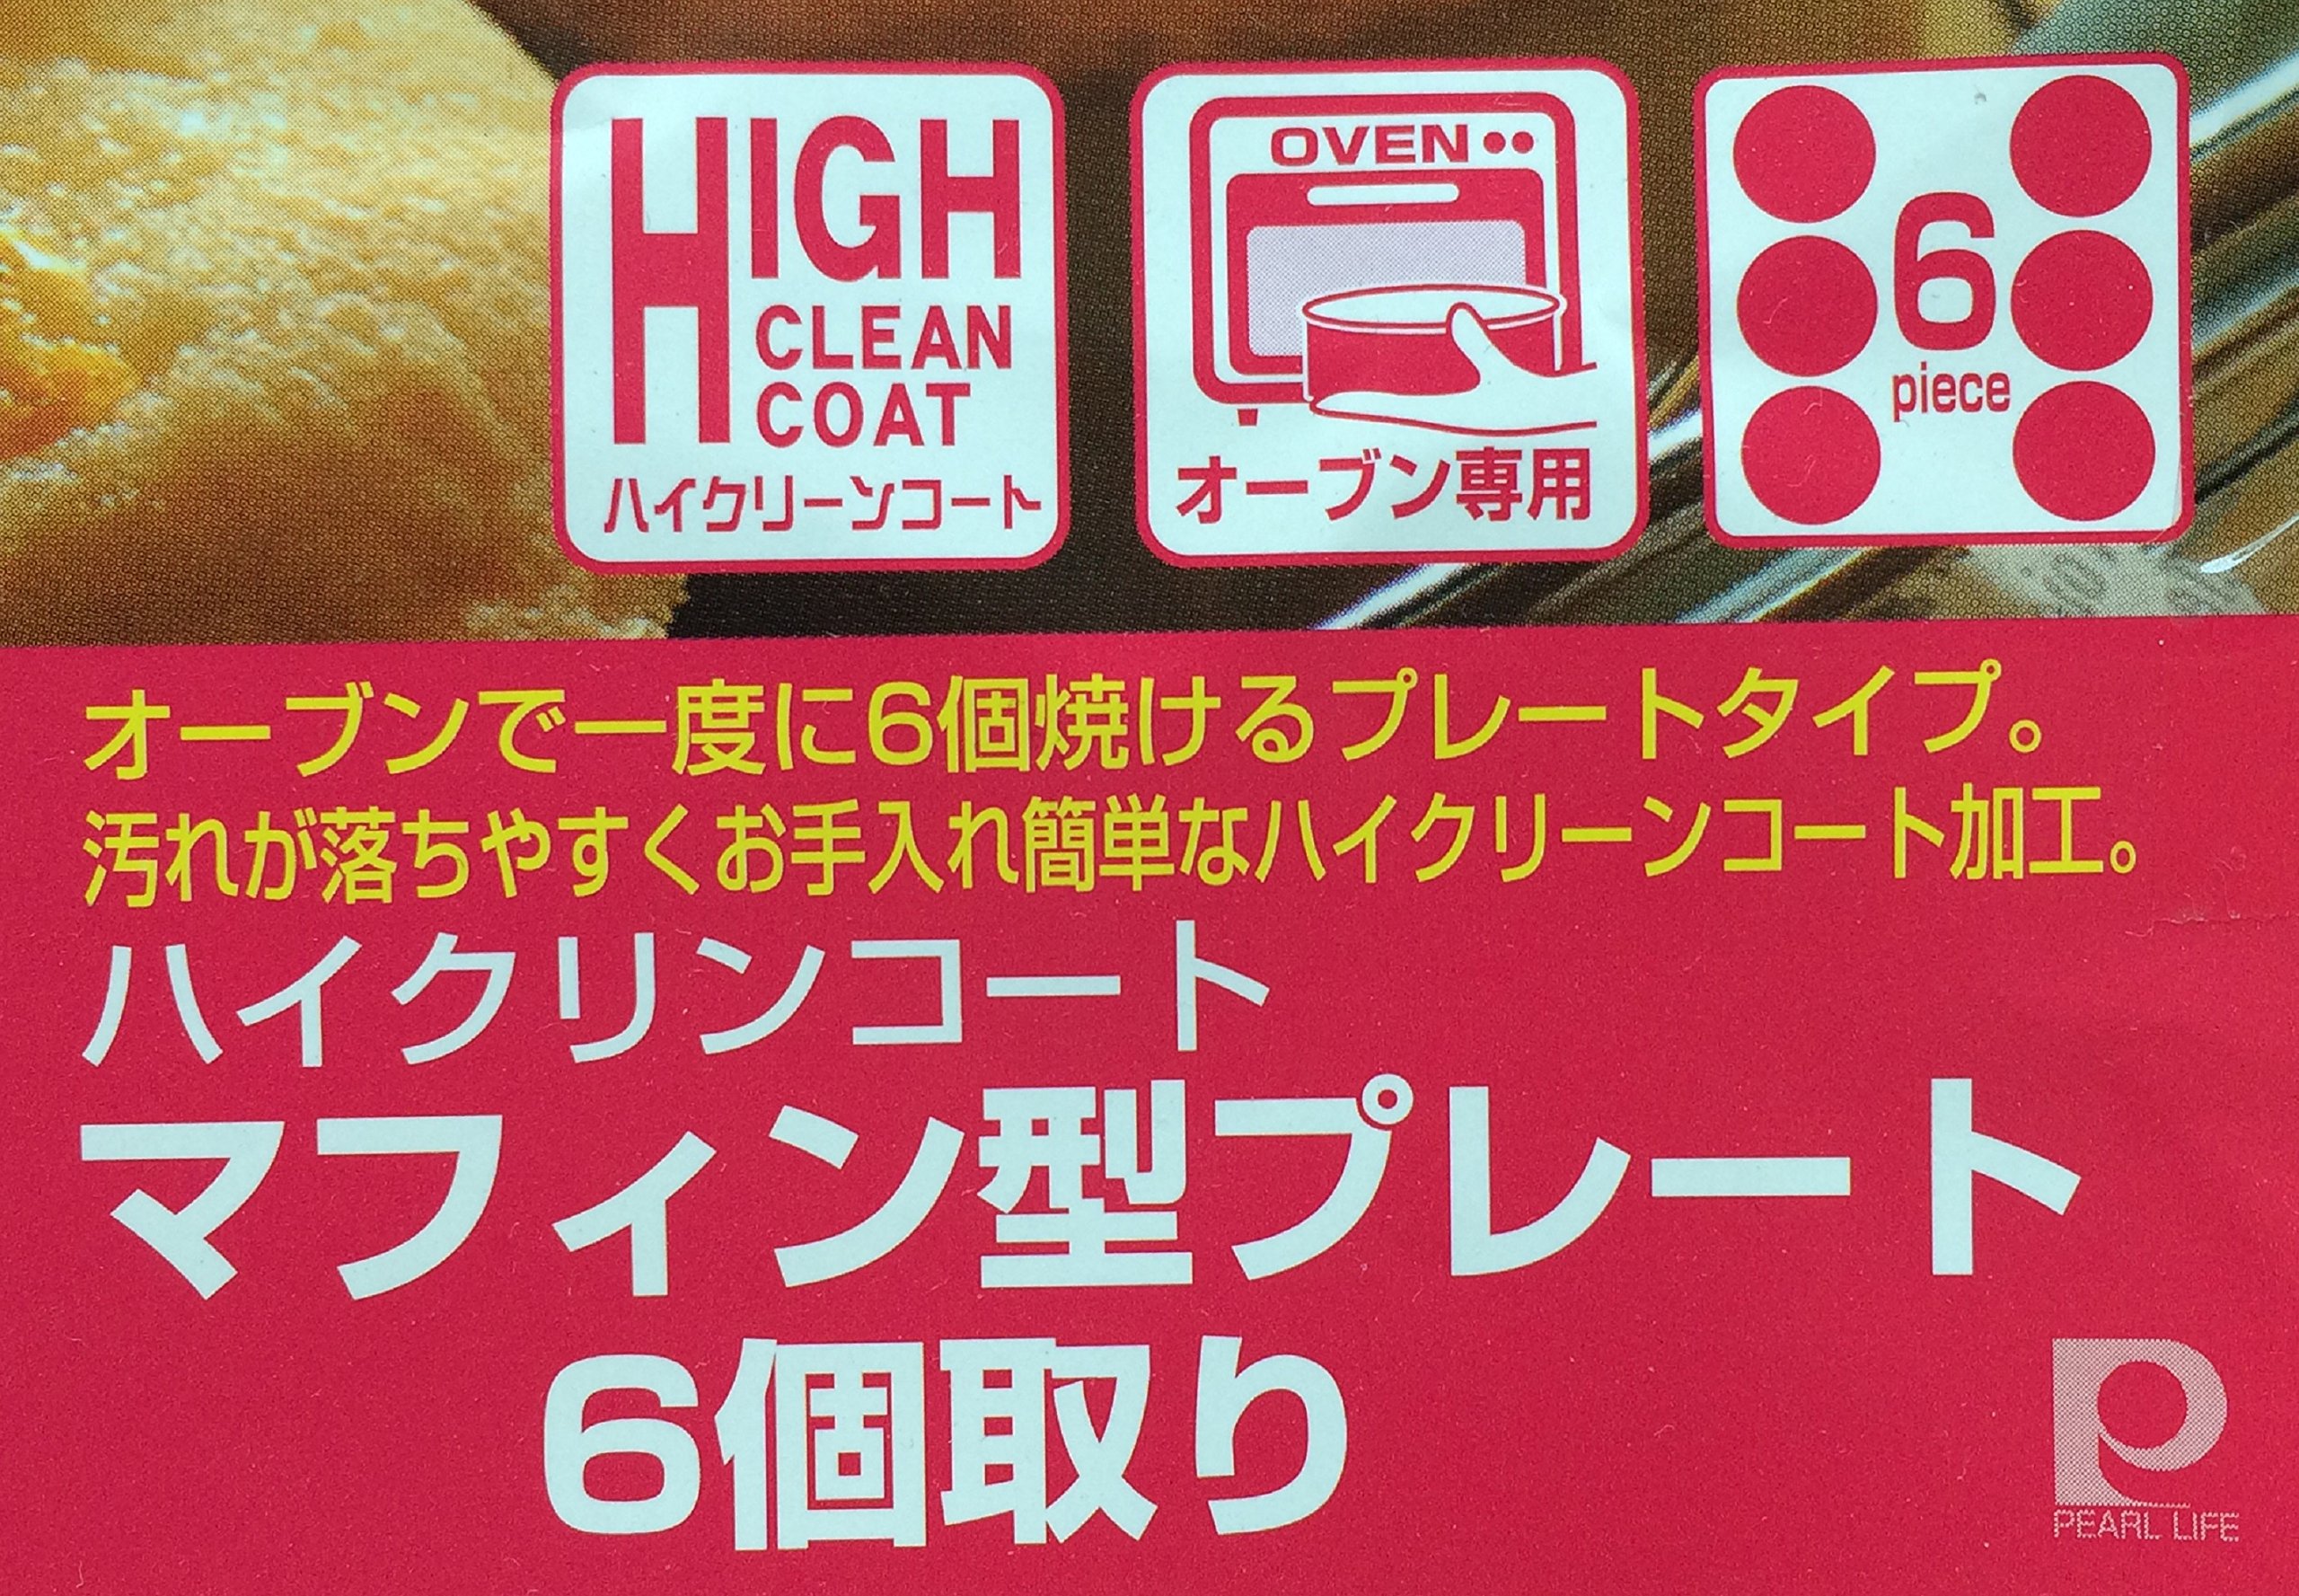 HIGH
CLEAN
COAT
ハイクリーンコート
OVEN
オーブン専用
6
piece
オーブンで一度に6個焼けるプレートタイプ。
汚れが落ちやすくお手入れ簡単なハイクリーンコート加工。
ハイクリンコート
マフィン型プレート
6個取り
PEARL LIFE